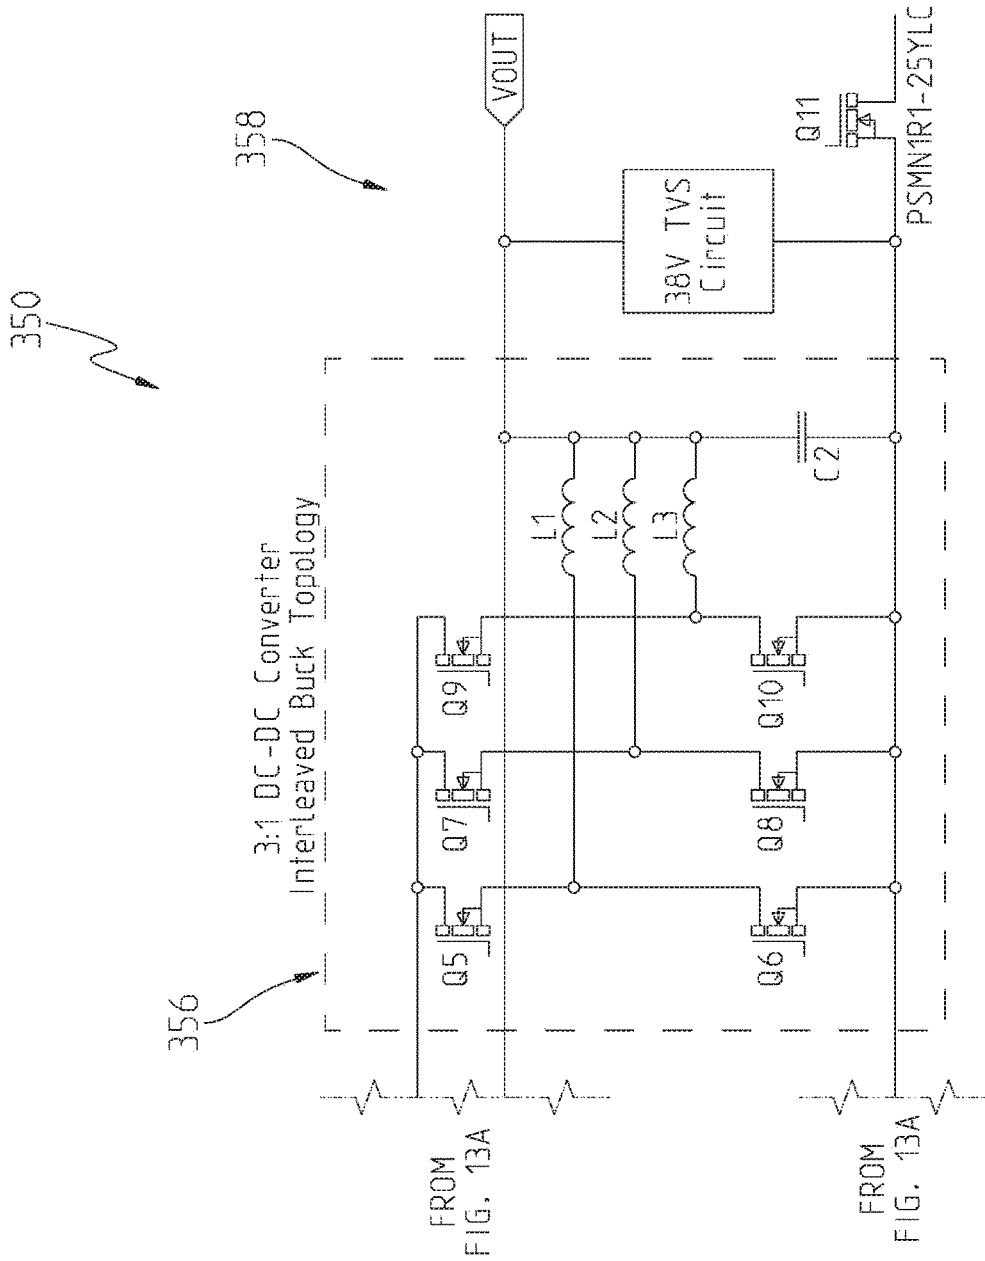 350
358
356
3:1 DC-DC Converter
Interleaved Buck Topology
VOUT
Q5
Q7
Q9
L1
L2
L3
C2
Q6
Q8
Q10
38V TVS
Circuit
Q11
PSMN1R1-25YLC
FROM
FIG. 13A
FROM
FIG. 13A